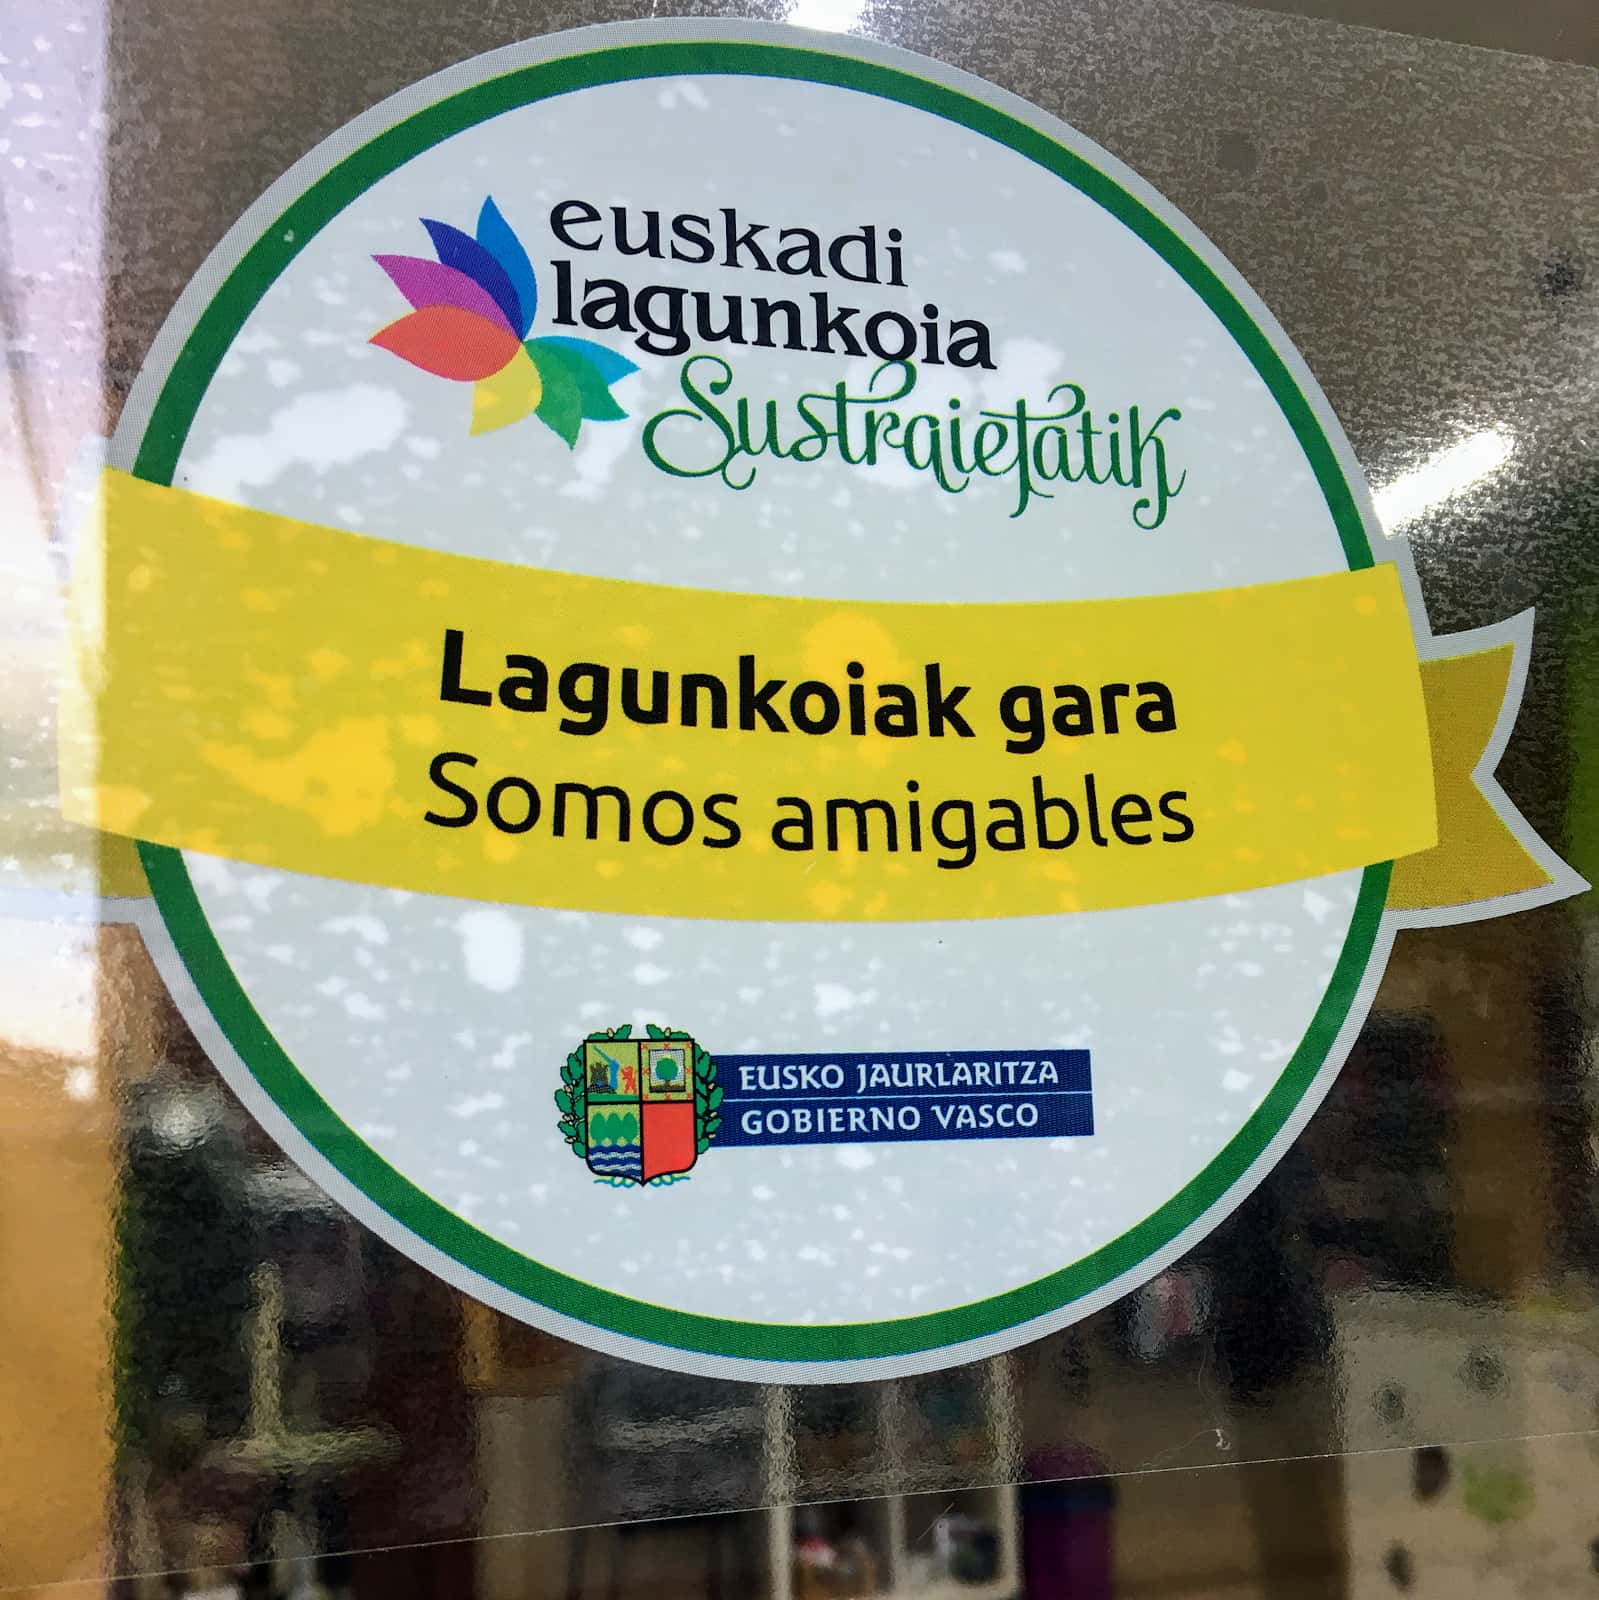 euskadi
lagunkoia
Sustraietatik
Lagunkoiak gara
Somos amigables
EUSKO JAURLARITZA
GOBIERNO VASCO